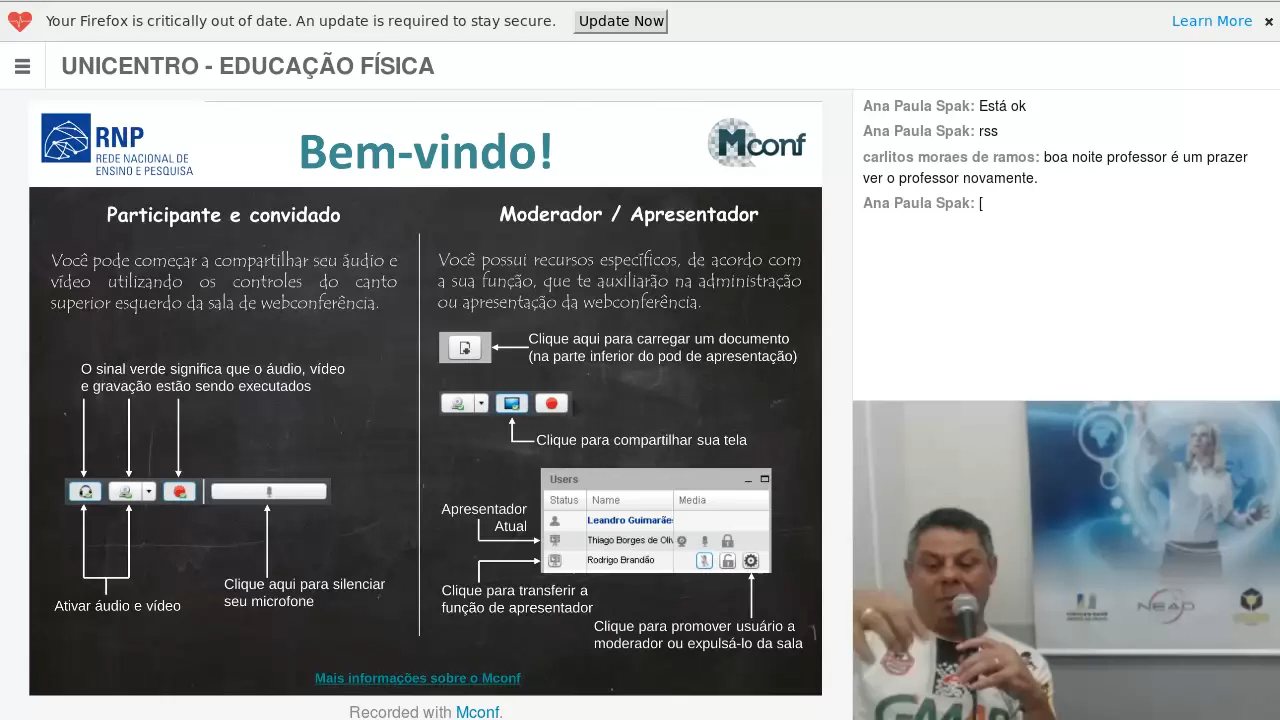 Your Firefox is critically out of date. An update is required to stay secure.
Update Now
Learn More
UNICENTRO - EDUCAÇÃO FÍSICA
RNP
REDE NACIONAL DE
ENSINO E PESQUISA
Bem-vindo!
Mconf
Participante e convidado
Você pode começar a compartilhar seu áudio e
vídeo utilizando os controles do canto
superior esquerdo da sala de webconferência.
O sinal verde significa que o áudio, vídeo
e gravação estão sendo executados
Ativar áudio e vídeo
Clique aqui para silenciar
seu microfone
Moderador / Apresentador
Você possui recursos específicos, de acordo com
a sua função, que te auxiliarão na administração
ou apresentação da webconferência.
Clique aqui para carregar um documento
(na parte inferior do pod de apresentação)
Clique para compartilhar sua tela
Users
Status Name Media
Leandro Guimarães
Thiago Borges de Oliv
Rodrigo Brandão
Apresentador
Atual
Clique para transferir a
função de apresentador
Clique para promover usuário a
moderador ou expulsá-lo da sala
Mais informações sobre o Mconf
Recorded with Mconf.
Ana Paula Spak: Está ok
Ana Paula Spak: rss
carlitos moraes de ramos: boa noite professor é um prazer
ver o professor novamente.
Ana Paula Spak: [
NEAD